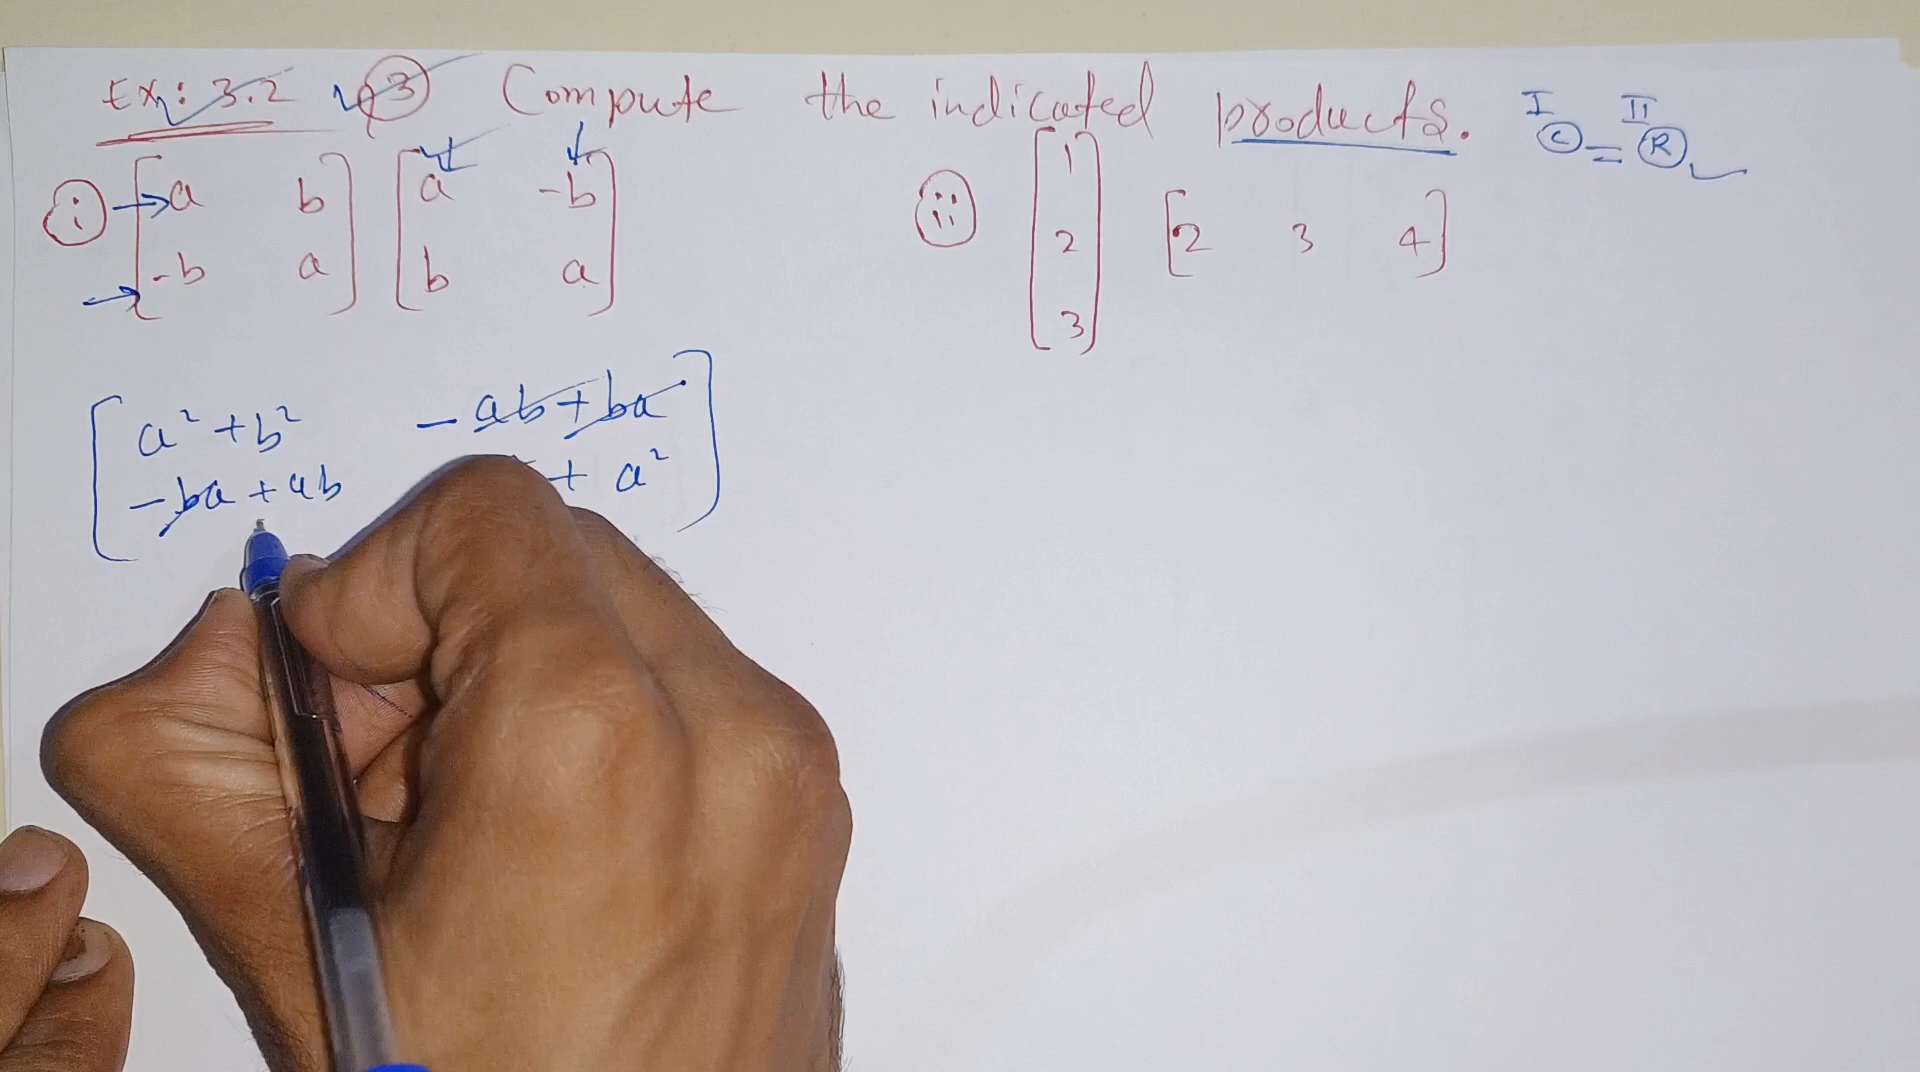 Ex: 3.2 Q3 Compute the indicated products. I C = II R
i [a b -b a] [a -b b a]
ii [1 2 3] [2 3 4]
[a² + b² -ab + ba
-ba + ab + a²]